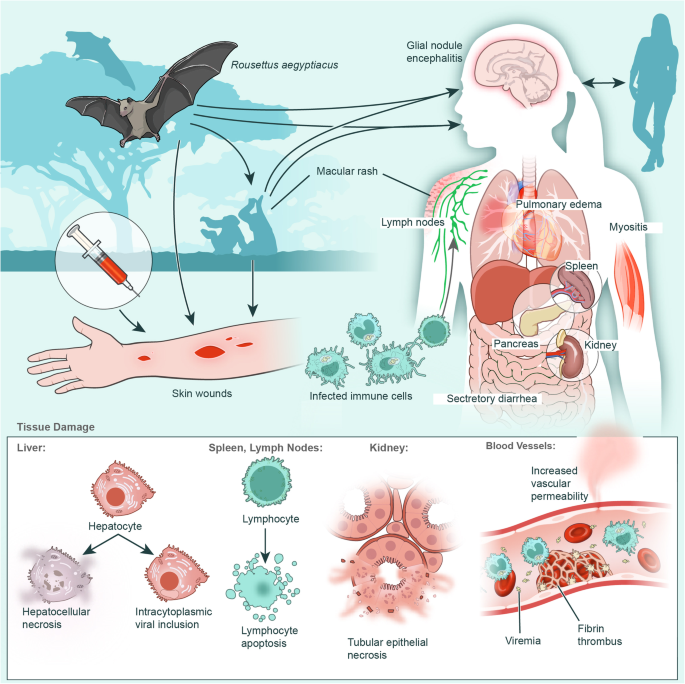 Glial nodule
encephalitis
Rousettus aegyptiacus
Macular rash
Lymph nodes
Pulmonary edema
Myositis
Spleen
Pancreas
Kidney
Skin wounds
Infected immune cells
Sectretory diarrhea
Tissue Damage
Liver:
Spleen, Lymph Nodes:
Kidney:
Blood Vessels:
Increased
vascular
permeability
Hepatocyte
Lymphocyte
Hepatocellular
necrosis
Intracytoplasmic
viral inclusion
Lymphocyte
apoptosis
Tubular epithelial
necrosis
Viremia
Fibrin
thrombus